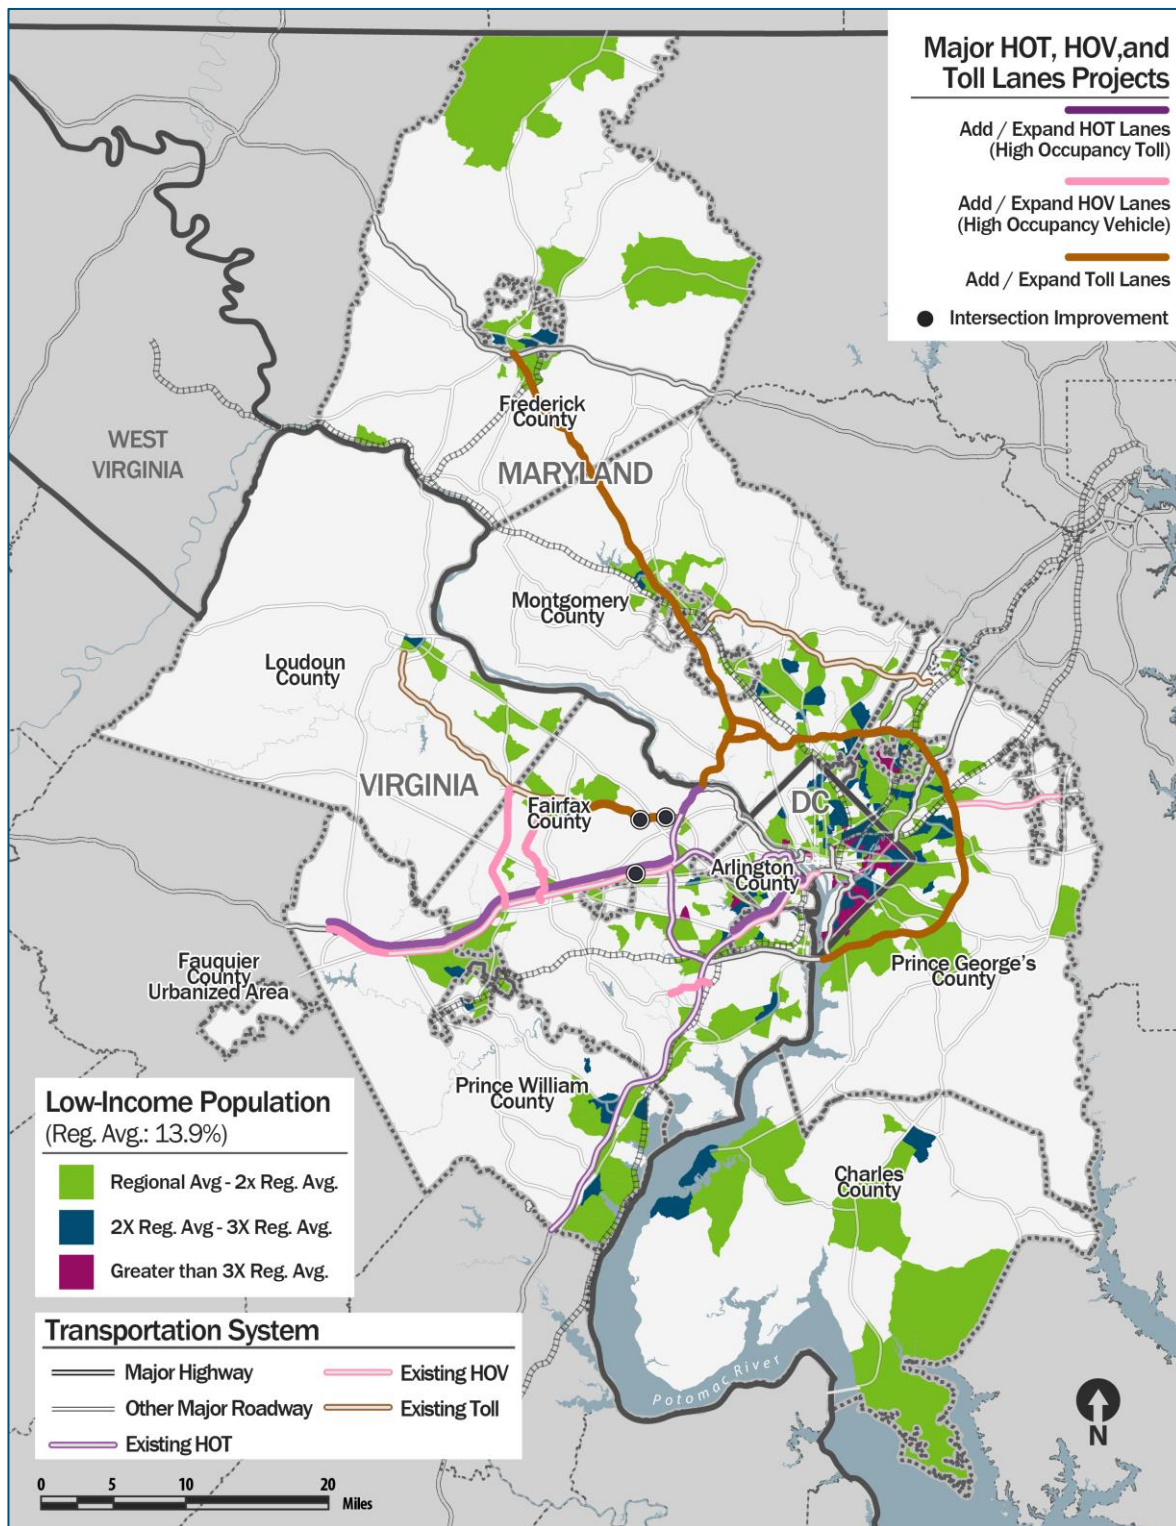 Major HOT, HOV,and
Toll Lanes Projects
Add / Expand HOT Lanes
(High Occupancy Toll)
Add / Expand HOV Lanes
(High Occupancy Vehicle)
Add / Expand Toll Lanes
Intersection Improvement
Frederick
County
WEST
VIRGINIA
MARYLAND
Montgomery
County
Loudoun
County
VIRGINIA
Fairfax
County
DC
Arlington
County
Fauquier
County
Urbanized Area
Prince George's
County
Prince William
County
Charles
County
Potomac River
Low-Income Population
(Reg. Avg.: 13.9%)
Regional Avg - 2x Reg. Avg.
2X Reg. Avg - 3X Reg. Avg.
Greater than 3X Reg. Avg.
Transportation System
Major Highway
Existing HOV
Other Major Roadway
Existing Toll
Existing HOT
N
0 5 10 20
Miles